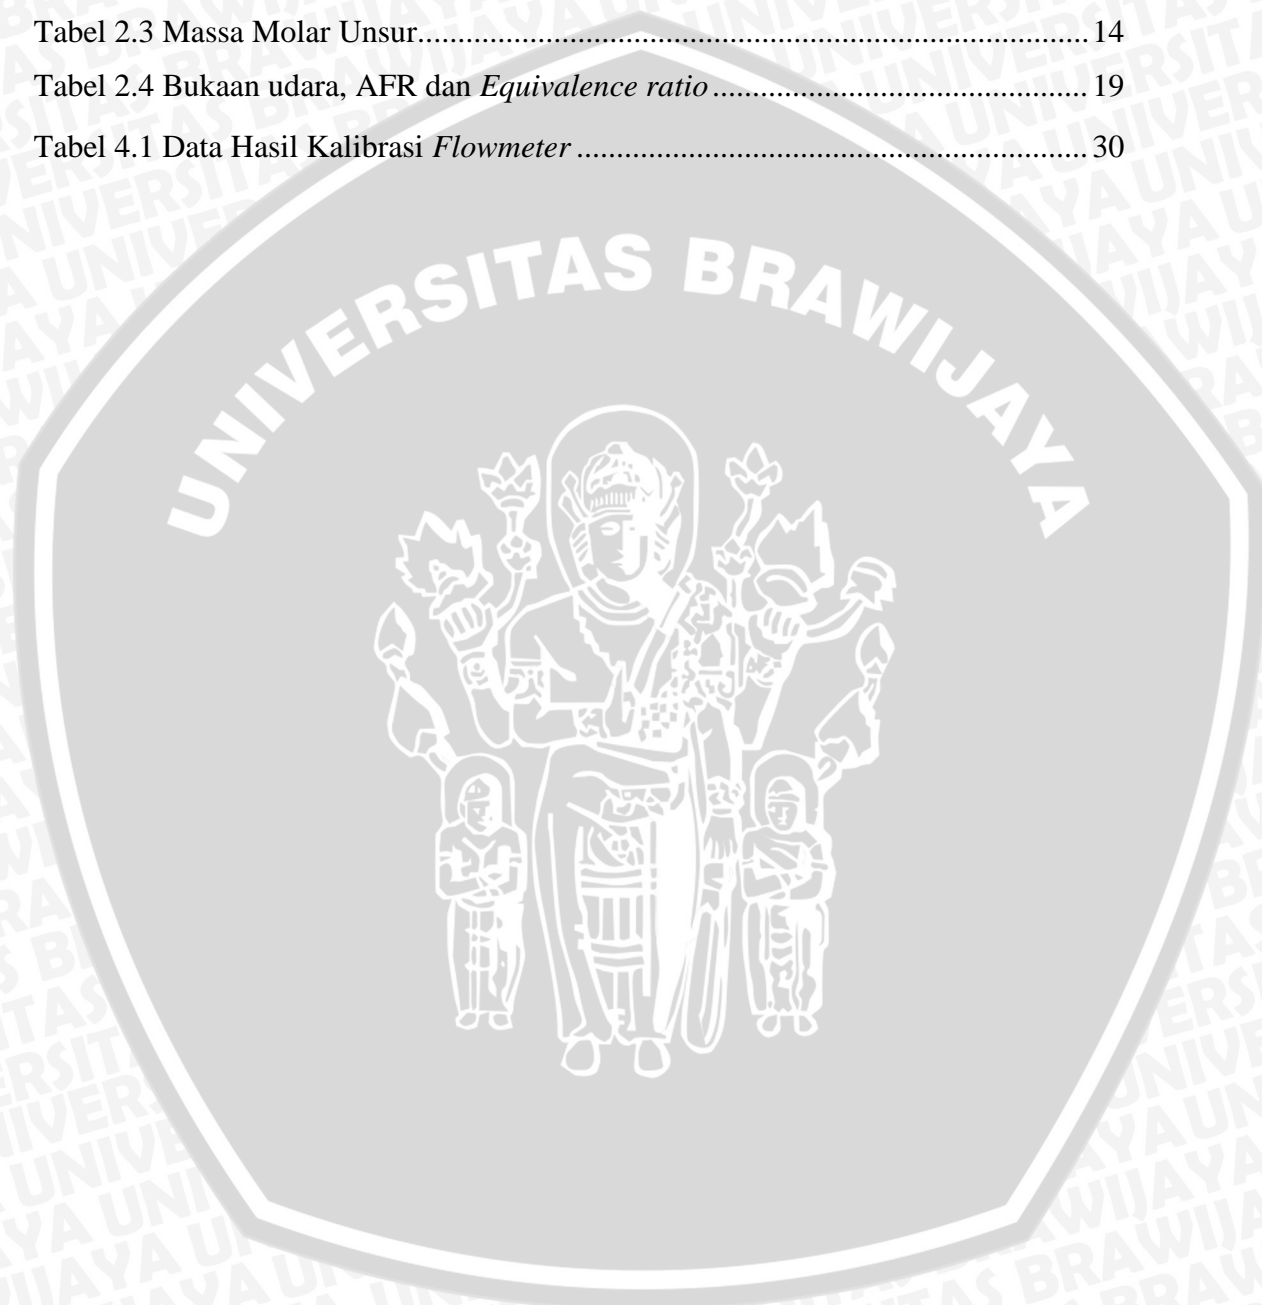 Tabel 2.3 Massa Molar Unsur....................................................................................14
Tabel 2.4 Bukaan udara, AFR dan Equivalence ratio...............................................19
Tabel 4.1 Data Hasil Kalibrasi Flowmeter................................................................30
UNIVERSITAS BRAWIJAYA